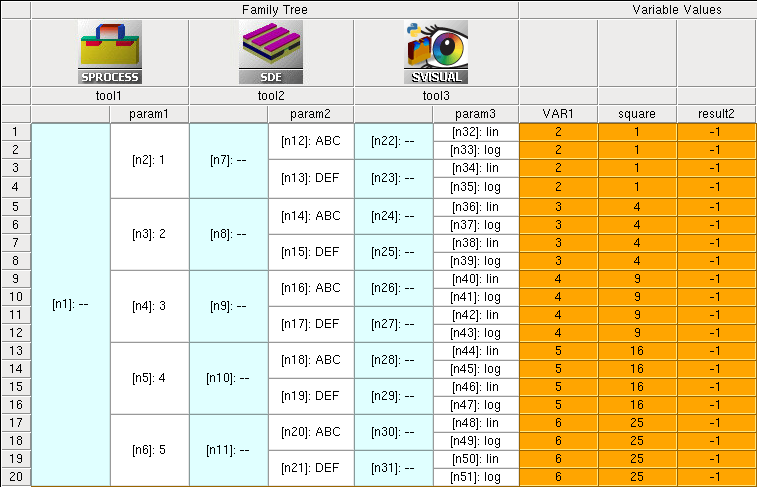 Family Tree Variable Values
SPROCESS SDE SVISUAL
tool1 tool2 tool3
param1 param2 param3 VAR1 square result2
1 [n1]: -- [n2]: 1 [n7]: -- [n12]: ABC [n22]: -- [n32]: lin 2 1 -1
2 [n33]: log 2 1 -1
3 [n13]: DEF [n23]: -- [n34]: lin 2 1 -1
4 [n35]: log 2 1 -1
5 [n3]: 2 [n8]: -- [n14]: ABC [n24]: -- [n36]: lin 3 4 -1
6 [n37]: log 3 4 -1
7 [n15]: DEF [n25]: -- [n38]: lin 3 4 -1
8 [n39]: log 3 4 -1
9 [n4]: 3 [n9]: -- [n16]: ABC [n26]: -- [n40]: lin 4 9 -1
10 [n41]: log 4 9 -1
11 [n17]: DEF [n27]: -- [n42]: lin 4 9 -1
12 [n43]: log 4 9 -1
13 [n5]: 4 [n10]: -- [n18]: ABC [n28]: -- [n44]: lin 5 16 -1
14 [n45]: log 5 16 -1
15 [n19]: DEF [n29]: -- [n46]: lin 5 16 -1
16 [n47]: log 5 16 -1
17 [n6]: 5 [n11]: -- [n20]: ABC [n30]: -- [n48]: lin 6 25 -1
18 [n49]: log 6 25 -1
19 [n21]: DEF [n31]: -- [n50]: lin 6 25 -1
20 [n51]: log 6 25 -1